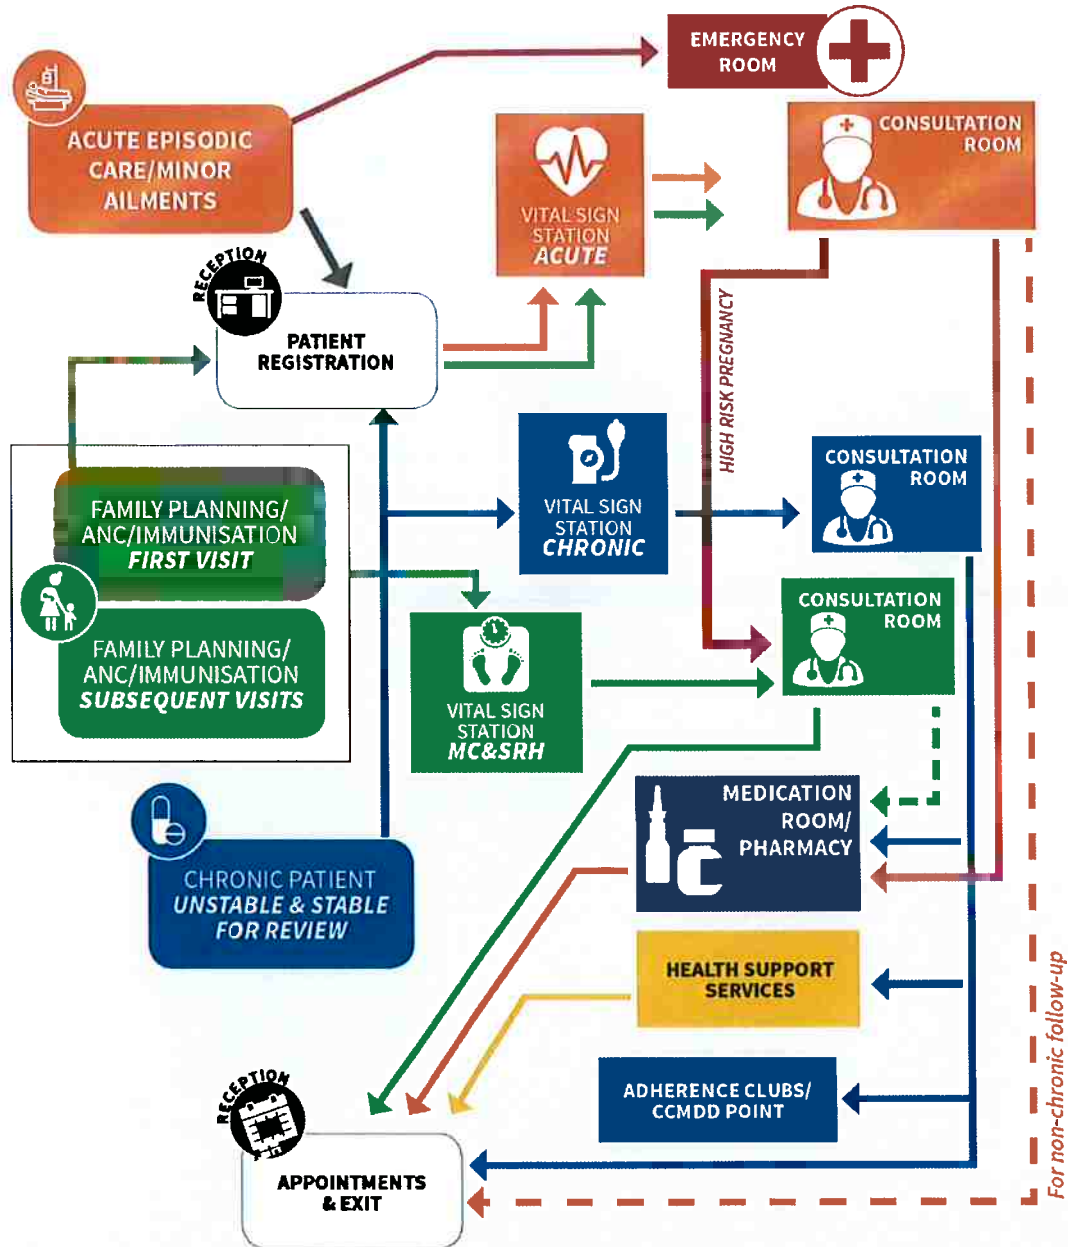 EMERGENCY
ROOM
ACUTE EPISODIC
CARE/MINOR
AILMENTS
CONSULTATION
ROOM
VITAL SIGN
STATION
ACUTE
RECEPTION
PATIENT
REGISTRATION
HIGH RISK PREGNANCY
FAMILY PLANNING/
ANC/IMMUNISATION
FIRST VISIT
VITAL SIGN
STATION
CHRONIC
CONSULTATION
ROOM
FAMILY PLANNING/
ANC/IMMUNISATION
SUBSEQUENT VISITS
VITAL SIGN
STATION
MC&SRH
CONSULTATION
ROOM
CHRONIC PATIENT
UNSTABLE & STABLE
FOR REVIEW
MEDICATION
ROOM/
PHARMACY
HEALTH SUPPORT
SERVICES
ADHERENCE CLUBS/
CCMDD POINT
For non-chronic follow-up
RECEPTION
APPOINTMENTS
& EXIT